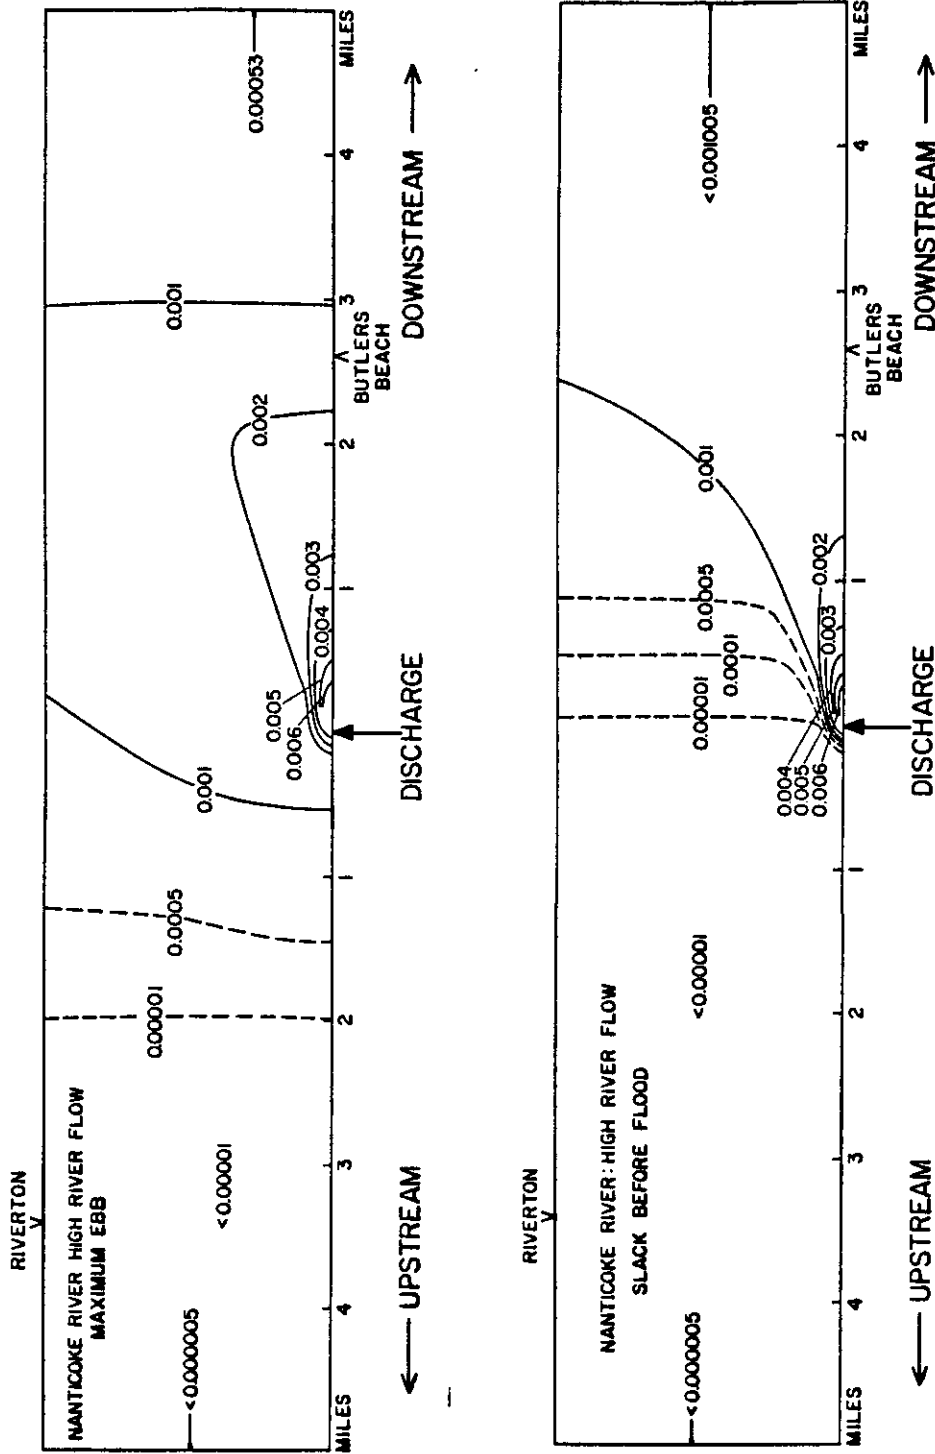 RIVERTON
V
NANTICOKE RIVER HIGH RIVER FLOW
MAXIMUM EBB
<0.000005
<0.00001
0.00001
0.0005
0.001
0.006
0.005
0.004
0.003
0.002
0.001
0.00053
MILES
4
3
2
1
1
2
3
4
MILES
V
BUTLERS
BEACH
← UPSTREAM
DISCHARGE
DOWNSTREAM →
RIVERTON
V
NANTICOKE RIVER: HIGH RIVER FLOW
SLACK BEFORE FLOOD
<0.000005
<0.00001
0.00001
0.0001
0.0005
0.001
0.004
0.005
0.006
0.003
0.002
<0.001005
MILES
4
3
2
1
1
2
3
4
MILES
V
BUTLERS
BEACH
← UPSTREAM
DISCHARGE
DOWNSTREAM →